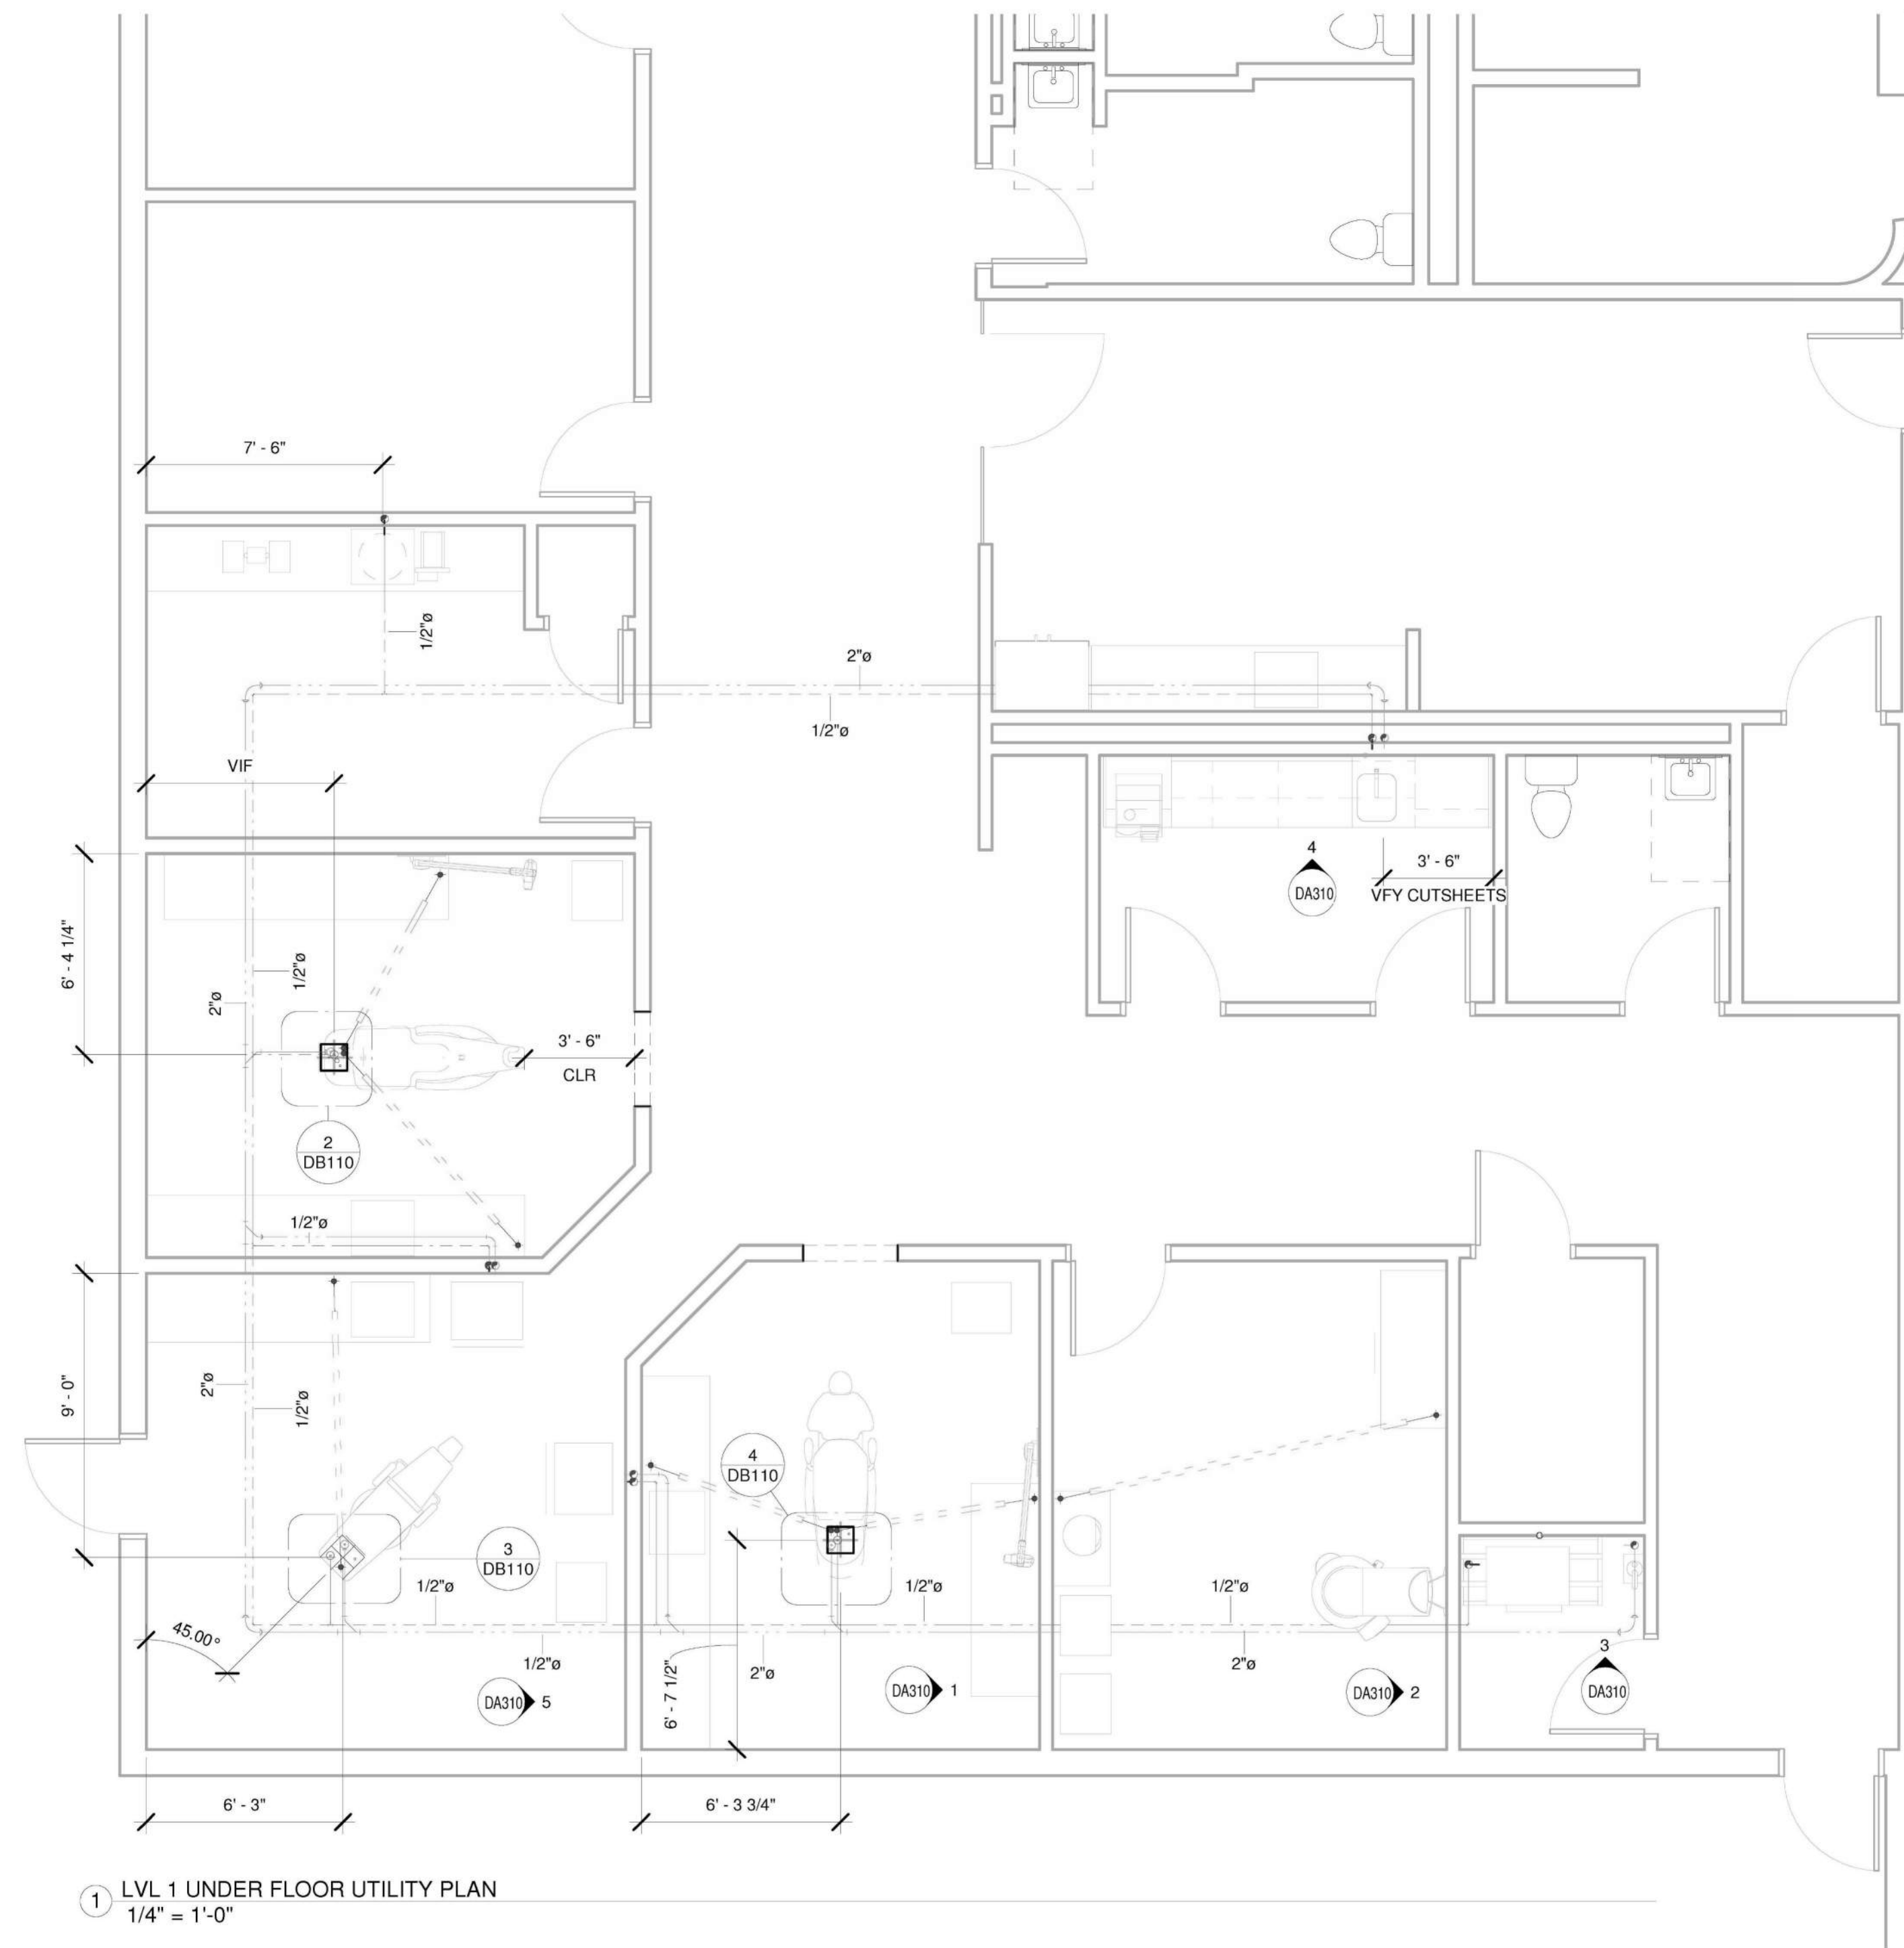 7' - 6"
1/2"ø
2"ø
1/2"ø
VIF
4
DA310
3' - 6"
VFY CUTSHEETS
6' - 4 1/4"
1/2"ø
2"ø
3' - 6"
CLR
2
DB110
1/2"ø
9' - 0"
2"ø
1/2"ø
4
DB110
3
DB110
1/2"ø
1/2"ø
1/2"ø
45.00°
1/2"ø
6' - 7 1/2"
2"ø
2"ø
3
DA310
DA310 5
DA310 1
DA310 2
6' - 3"
6' - 3 3/4"
1 LVL 1 UNDER FLOOR UTILITY PLAN
1/4" = 1'-0"